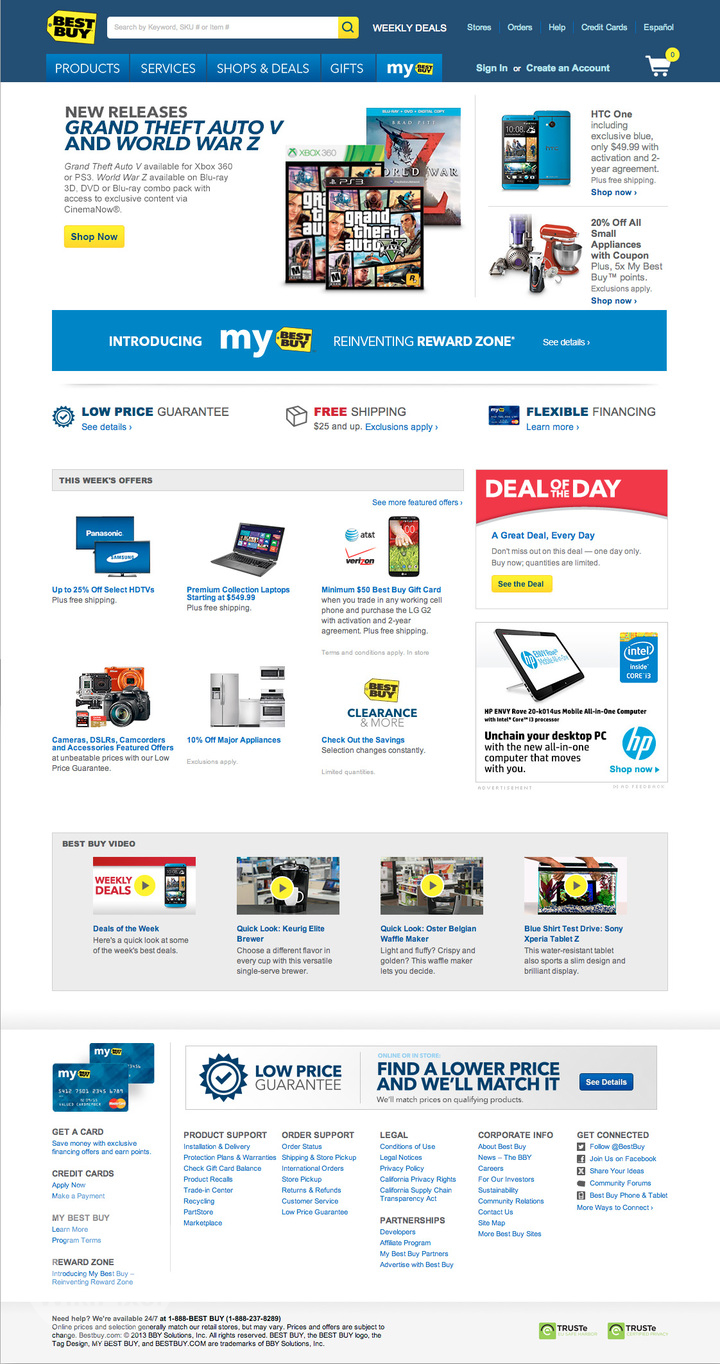 BEST BUY
Search by Keyword, SKU # or Item #
WEEKLY DEALS
Stores
Orders
Help
Credit Cards
Español
PRODUCTS
SERVICES
SHOPS & DEALS
GIFTS
my BEST BUY
Sign In or Create an Account
0
NEW RELEASES
GRAND THEFT AUTO V
AND WORLD WAR Z
Grand Theft Auto V available for Xbox 360
or PS3. World War Z available on Blu-ray
3D, DVD or Blu-ray combo pack with
access to exclusive content via
CinemaNow®.
Shop Now
BLU-RAY + DVD + DIGITAL COPY
BRAD PITT
WORLD WAR
XBOX 360
PS3
grand
theft
auto
V
HTC One
including
exclusive blue,
only $49.99 with
activation and 2-
year agreement.
Plus free shipping.
Shop now ›
20% Off All
Small
Appliances
with Coupon
Plus, 5x My Best
Buy™ points.
Exclusions apply.
Shop now ›
INTRODUCING my BEST BUY REINVENTING REWARD ZONE* See details ›
LOW PRICE GUARANTEE
See details ›
FREE SHIPPING
$25 and up. Exclusions apply ›
FLEXIBLE FINANCING
Learn more ›
THIS WEEK'S OFFERS
See more featured offers ›
Panasonic
SAMSUNG
Up to 25% Off Select HDTVs
Plus free shipping.
Premium Collection Laptops
Starting at $549.99
Plus free shipping.
at&t
verizon
Minimum $50 Best Buy Gift Card
when you trade in any working cell
phone and purchase the LG G2
with activation and 2-year
agreement. Plus free shipping.
Terms and conditions apply. In store
Cameras, DSLRs, Camcorders
and Accessories Featured Offers
at unbeatable prices with our Low
Price Guarantee.
10% Off Major Appliances
Exclusions apply.
BEST BUY
CLEARANCE
& MORE
Check Out the Savings
Selection changes constantly.
Limited quantities.
DEAL OF THE DAY
A Great Deal, Every Day
Don't miss out on this deal — one day only.
Buy now; quantities are limited.
See the Deal
hp ENVY Rove
Mobile All-in-One
intel
inside
CORE i3
HP ENVY Rove 20-k014us Mobile All-in-One Computer
with Intel® Core™ i3 processor
Unchain your desktop PC
with the new all-in-one
computer that moves
with you.
hp
Shop now
ADVERTISEMENT
AD FEEDBACK
BEST BUY VIDEO
WEEKLY
DEALS
Deals of the Week
Here's a quick look at some
of the week's best deals.
Quick Look: Keurig Elite
Brewer
Choose a different flavor in
every cup with this versatile
single-serve brewer.
Quick Look: Oster Belgian
Waffle Maker
Light and fluffy? Crispy and
golden? This waffle maker
lets you decide.
Blue Shirt Test Drive: Sony
Xperia Tablet Z
This water-resistant tablet
also sports a slim design and
brilliant display.
my BEST BUY
my BEST BUY
5412 7501 2345 6789
VALUED CARDMEMBER
LOW PRICE
GUARANTEE
ONLINE OR IN STORE:
FIND A LOWER PRICE
AND WE'LL MATCH IT
We'll match prices on qualifying products.
See Details
GET A CARD
Save money with exclusive
financing offers and earn points.
CREDIT CARDS
Apply Now
Make a Payment
MY BEST BUY
Learn More
Program Terms
REWARD ZONE
Introducing My Best Buy –
Reinventing Reward Zone
PRODUCT SUPPORT
Installation & Delivery
Protection Plans & Warranties
Check Gift Card Balance
Product Recalls
Trade-in Center
Recycling
PartStore
Marketplace
ORDER SUPPORT
Order Status
Shipping & Store Pickup
International Orders
Store Pickup
Returns & Refunds
Customer Service
Low Price Guarantee
LEGAL
Conditions of Use
Legal Notices
Privacy Policy
California Privacy Rights
California Supply Chain
Transparency Act
PARTNERSHIPS
Developers
Affiliate Program
My Best Buy Partners
Advertise with Best Buy
CORPORATE INFO
About Best Buy
News – The BBY
Careers
For Our Investors
Sustainability
Community Relations
Contact Us
Site Map
More Best Buy Sites
GET CONNECTED
Follow @BestBuy
Join Us on Facebook
Share Your Ideas
Community Forums
Best Buy Phone & Tablet
More Ways to Connect ›
Need help? We're available 24/7 at 1-888-BEST BUY (1-888-237-8289)
Online prices and selection generally match our retail stores, but may vary. Prices and offers are subject to
change. Bestbuy.com: © 2013 BBY Solutions, Inc. All rights reserved. BEST BUY, the BEST BUY logo, the
Tag Design, MY BEST BUY, and BESTBUY.COM are trademarks of BBY Solutions, Inc.
TRUSTe
TRUSTe
CERTIFIED PRIVACY